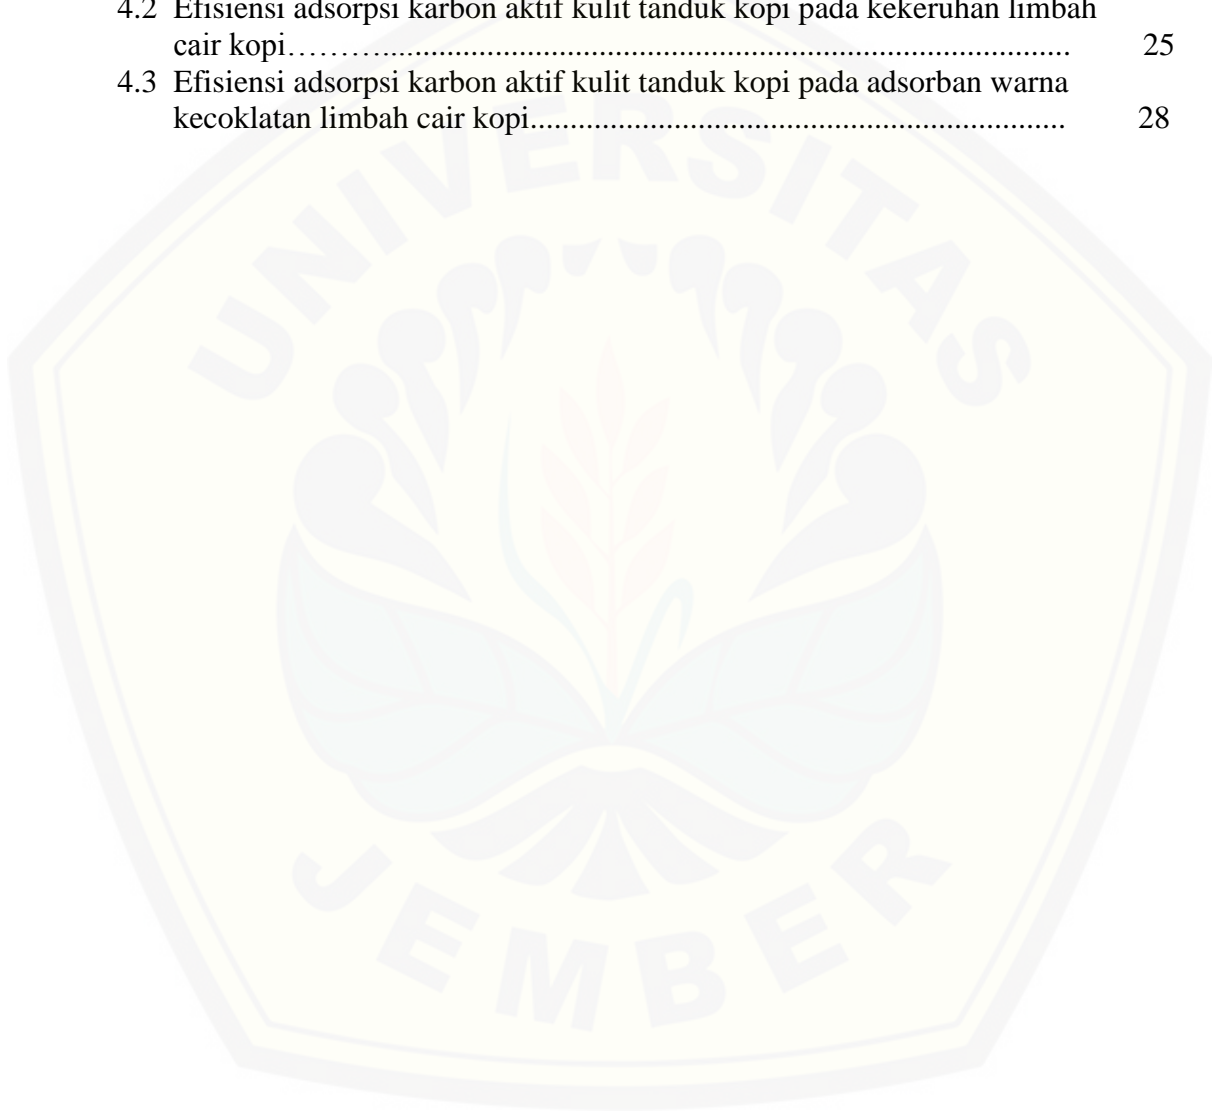 4.2 Efisiensi adsorpsi karbon aktif kulit tanduk kopi pada kekeruhan limbah
cair kopi………...................................................................................... 25
4.3 Efisiensi adsorpsi karbon aktif kulit tanduk kopi pada adsorban warna
kecoklatan limbah cair kopi.................................................................... 28
UNIVERSITAS
JEMBER